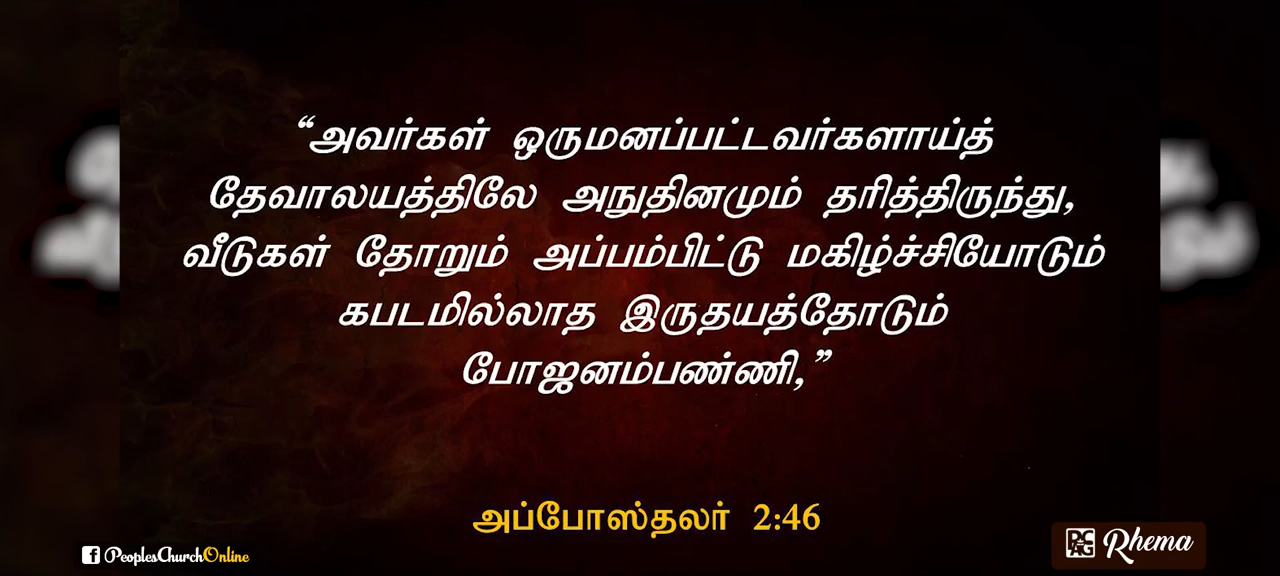 “அவர்கள் ஒருமனப்பட்டவர்களாய்த்
தேவாலயத்திலே அநுதினமும் தரித்திருந்து,
வீடுகள் தோறும் அப்பம்பிட்டு மகிழ்ச்சியோடும்
கபடமில்லாத இருதயத்தோடும்
போஜனம்பண்ணி,”
அப்போஸ்தலர் 2:46
PeoplesChurchOnline
PCAG Rhema